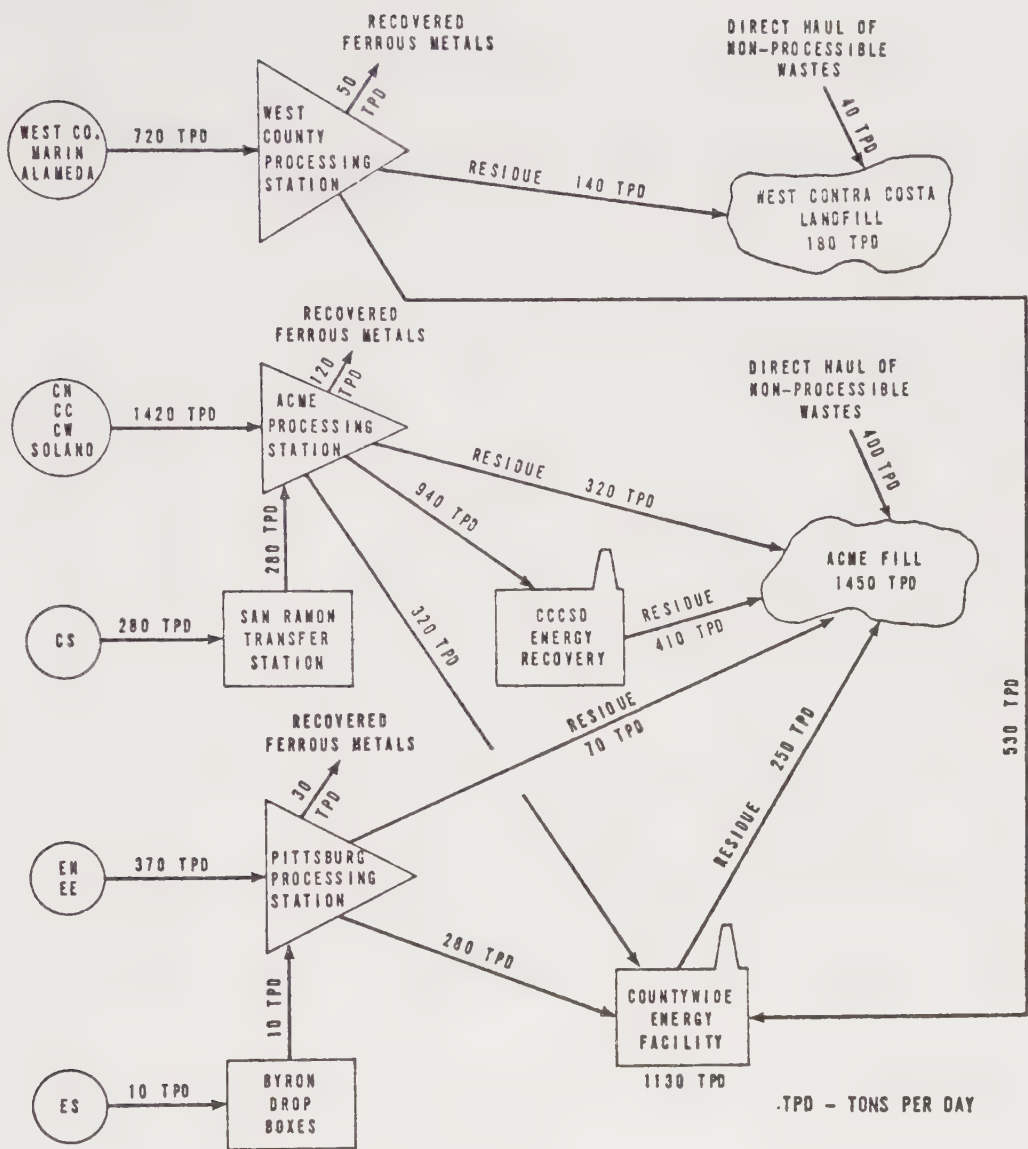 RECOVERED
FERROUS METALS
DIRECT HAUL OF
NON-PROCESSIBLE
WASTES
50
TPD
40 TPD
WEST CO.
MARIN
ALAMEDA
720 TPD
WEST
COUNTY
PROCESSING
STATION
RESIDUE 140 TPD
WEST CONTRA COSTA
LANDFILL
180 TPD
RECOVERED
FERROUS METALS
120
TPD
DIRECT HAUL OF
NON-PROCESSIBLE
WASTES
400 TPD
CN
CC
CW
SOLANO
1420 TPD
ACME
PROCESSING
STATION
RESIDUE 320 TPD
940 TPD
280 TPD
320 TPD
ACME FILL
1450 TPD
CS
280 TPD
SAN RAMON
TRANSFER
STATION
CCCSD
ENERGY
RECOVERY
RESIDUE
410 TPD
RECOVERED
FERROUS METALS
30
TPD
RESIDUE
70 TPD
RESIDUE 250 TPD
530 TPD
EN
EE
370 TPD
PITTSBURG
PROCESSING
STATION
280 TPD
10 TPD
COUNTYWIDE
ENERGY
FACILITY
1130 TPD
ES
10 TPD
BYRON
DROP
BOXES
TPD - TONS PER DAY